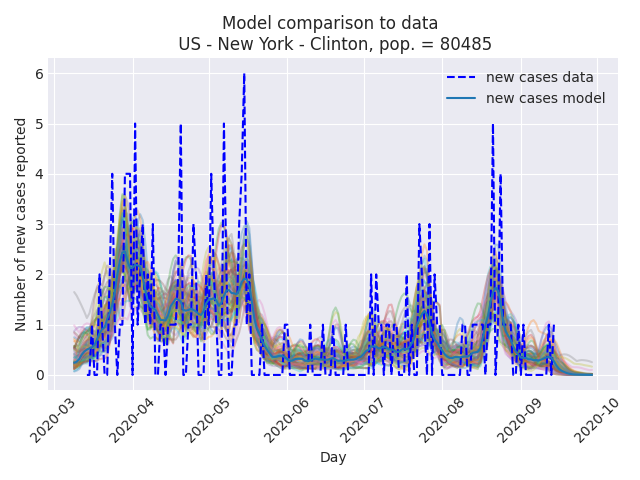 Model comparison to data
US - New York - Clinton, pop. = 80485
new cases data
new cases model
Number of new cases reported
6
5
4
3
2
1
0
2020-03
2020-04
2020-05
2020-06
2020-07
2020-08
2020-09
2020-10
Day